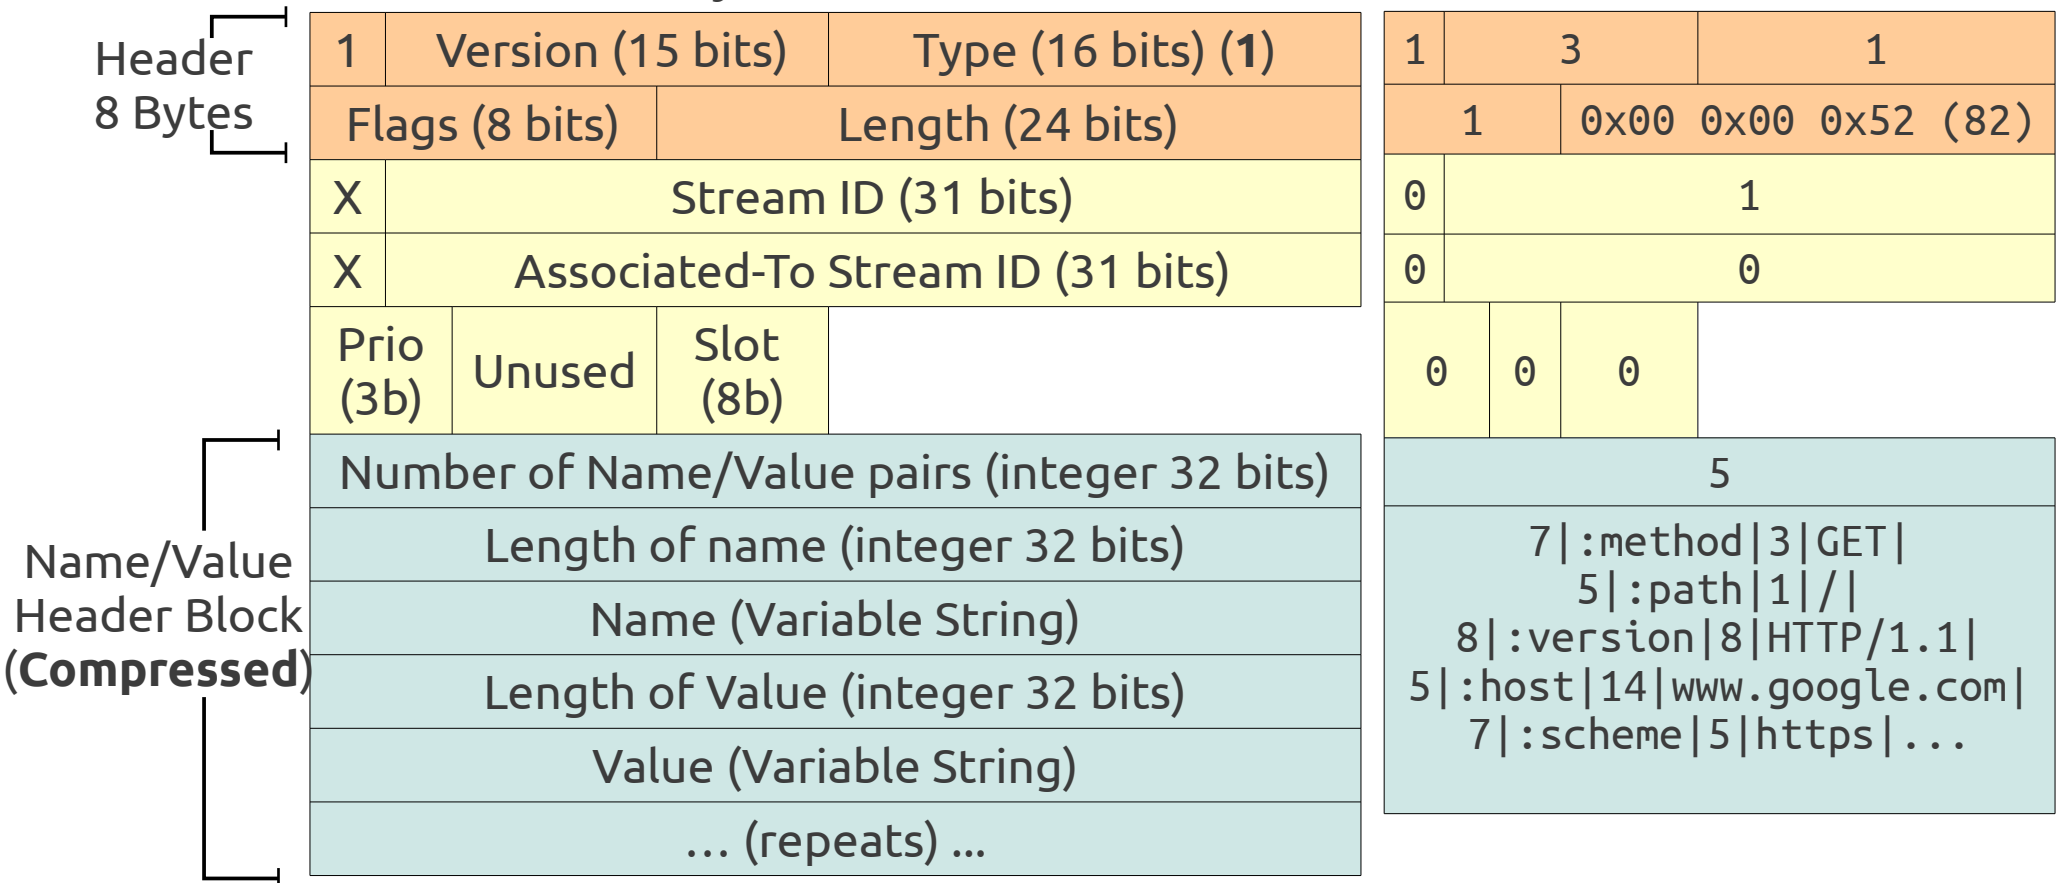 Header
8 Bytes
1 Version (15 bits) Type (16 bits) (1)
Flags (8 bits) Length (24 bits)
X Stream ID (31 bits)
X Associated-To Stream ID (31 bits)
Prio
(3b)
Unused
Slot
(8b)
Name/Value
Header Block
(Compressed)
Number of Name/Value pairs (integer 32 bits)
Length of name (integer 32 bits)
Name (Variable String)
Length of Value (integer 32 bits)
Value (Variable String)
... (repeats) ...
1 3 1
1 0x00 0x00 0x52 (82)
0 1
0 0
0 0 0
5
7|:method|3|GET|
5|:path|1|/|
8|:version|8|HTTP/1.1|
5|:host|14|www.google.com|
7|:scheme|5|https|...